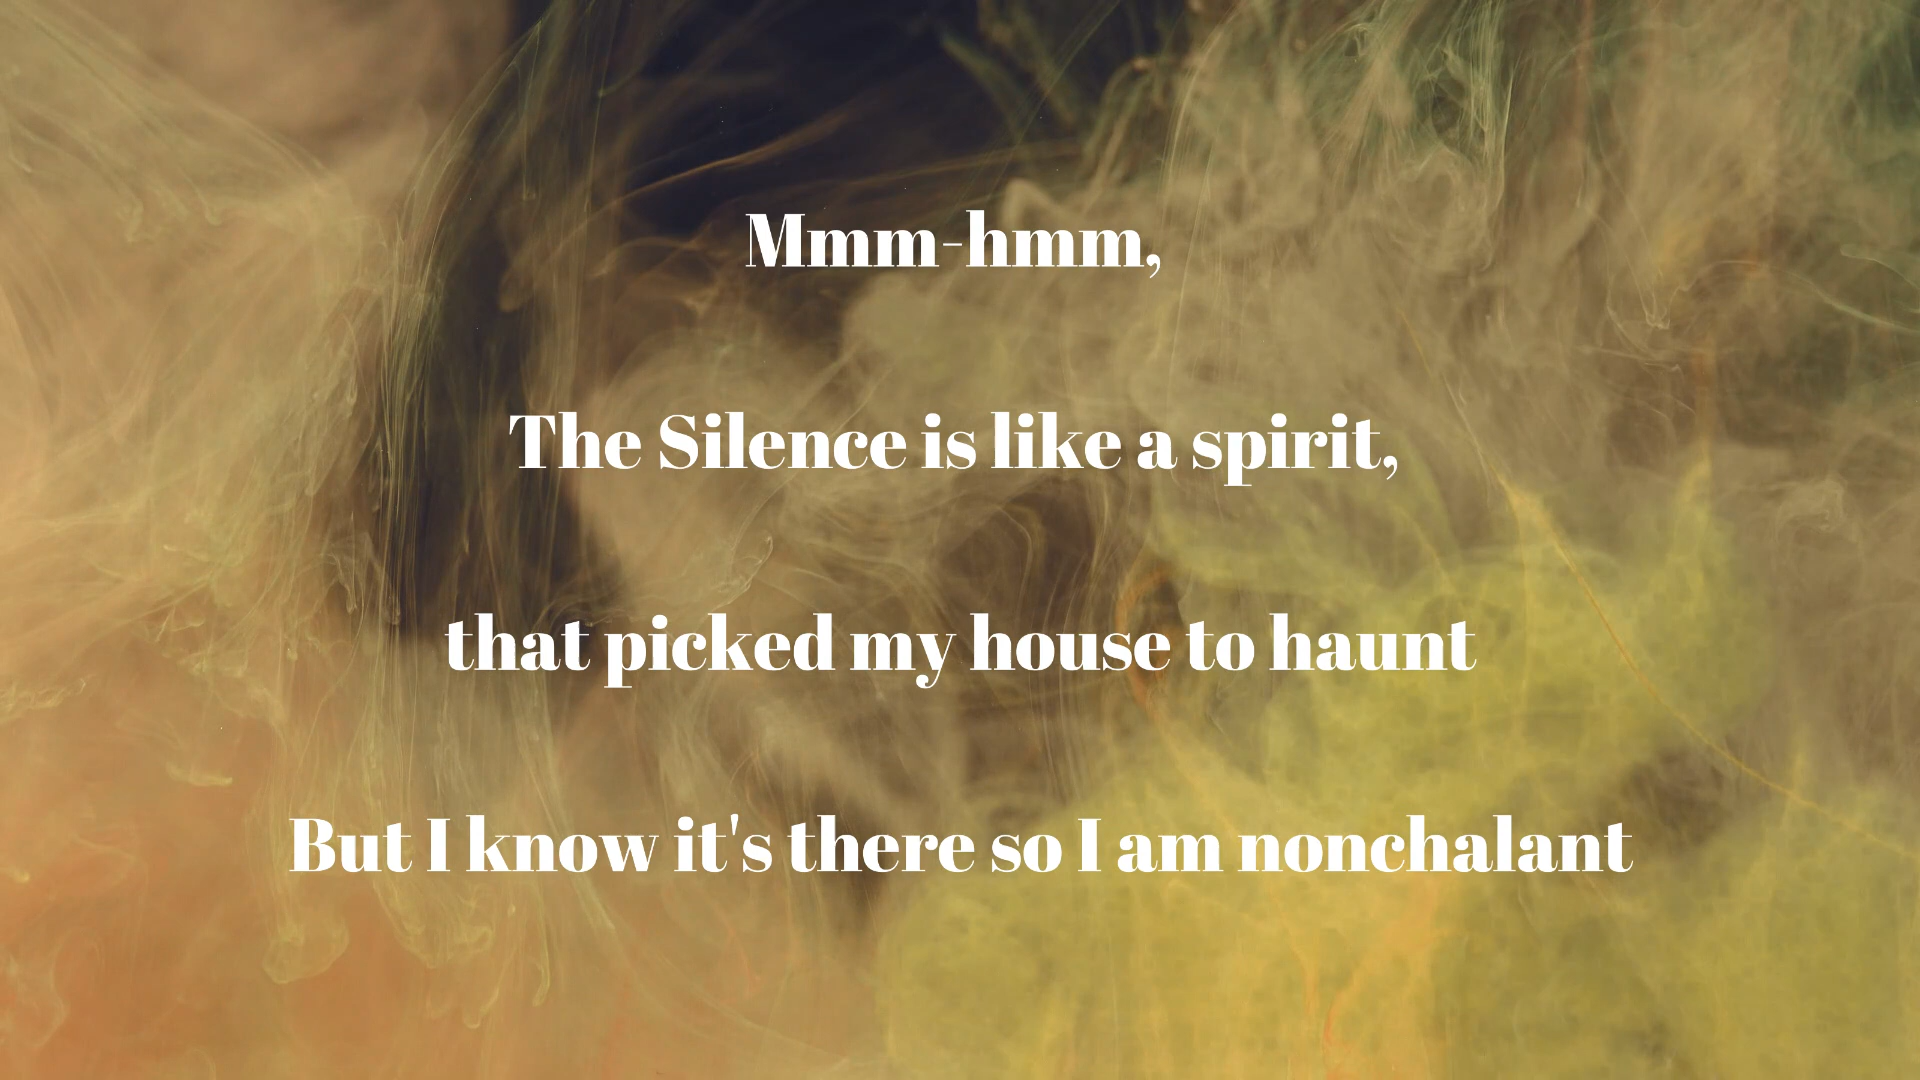 Mmm-hmm,
The Silence is like a spirit,
that picked my house to haunt
But I know it's there so I am nonchalant